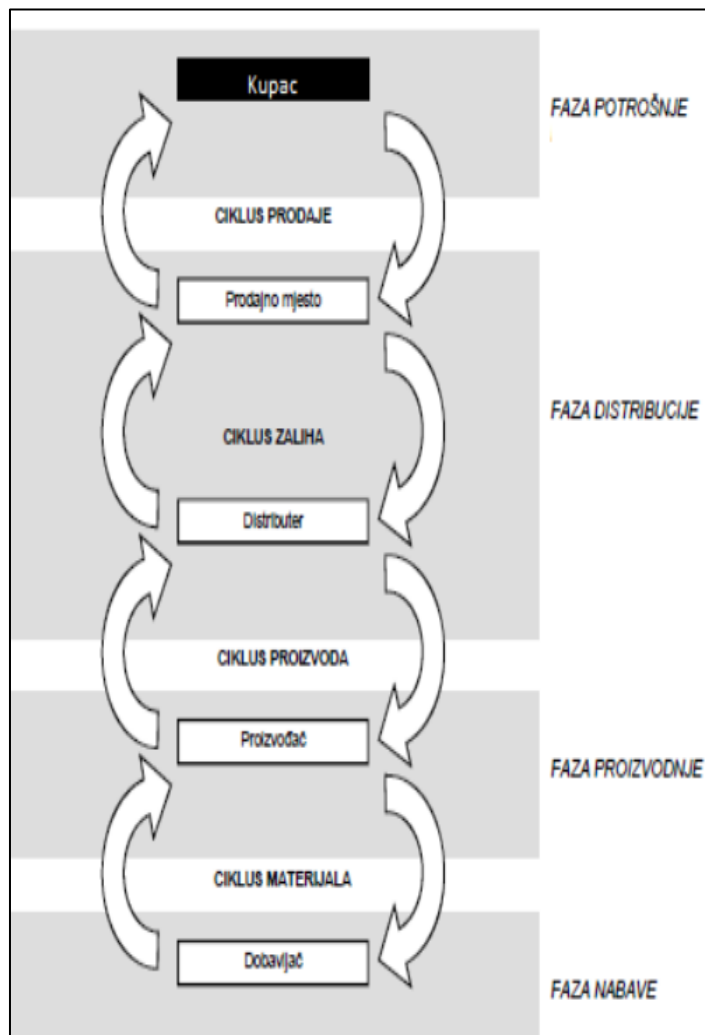 Kupac
FAZA POTROŠNJE
CIKLUS PRODAJE
Prodajno mjesto
FAZA DISTRIBUCIJE
CIKLUS ZALIHA
Distributer
CIKLUS PROIZVODA
Proizvođač
FAZA PROIZVODNJE
CIKLUS MATERIJALA
Dobavljač
FAZA NABAVE